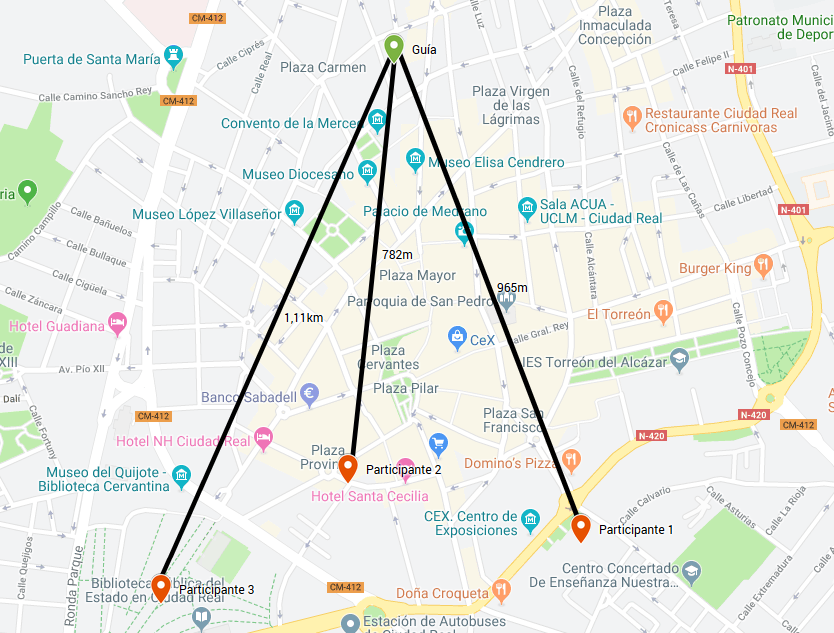 CM-412
Calle Luz
Plaza
Inmaculada
Concepción
Patronato Munici
de Depor
Calle Ciprés
Puerta de Santa María
Calle Real
Plaza Carmen
Guía
Calle Felipe II
N-401
Calle Camino Sancho Rey
CM-412
Plaza Virgen
de las
Lágrimas
Calle del Refugio
Calle del Jacinto
Restaurante Ciudad Real
Cronicass Carnivoras
Convento de la Merced
Museo Diocesano
Museo Elisa Cendrero
Calle de Las Cañas
ria
Museo López Villaseñor
Palacio de Medrano
Sala ACUA -
UCLM - Ciudad Real
Calle Libertad
N-401
Camino Campillo
Calle Bañuelos
Calle Bullaque
Calle Cigüela
Calle Záncara
782m
Plaza Mayor
Calle Alcántara
Burger King
965m
Parroquia de San Pedro
Hotel Guadiana
1,11km
El Torreón
Calle Gral. Rey
CeX
Calle Pozo Concejo
de
XIII
Av. Pío XII
Plaza
Cervantes
IES Torreón del Alcázar
Plaza Pilar
Dalí
Calle Fortuny
Banco Sabadell
CM-412
Plaza San
Francisco
N-420
CM-412
N-420
Hotel NH Ciudad Real
Plaza
Provin
Participante 2
Domino's Pizza
Museo del Quijote -
Biblioteca Cervantina
Hotel Santa Cecilia
Calle Calvario
Calle Asturias
Calle La Rioja
CEX. Centro de
Exposiciones
Participante 1
Calle Quejigos
Ronda Parque
Centro Concertado
De Enseñanza Nuestra...
Calle Extremadura
Biblioteca Pública del
Estado en Ciudad Real
Participante 3
CM-412
Doña Croqueta
Estación de Autobuses
de Ciudad Real